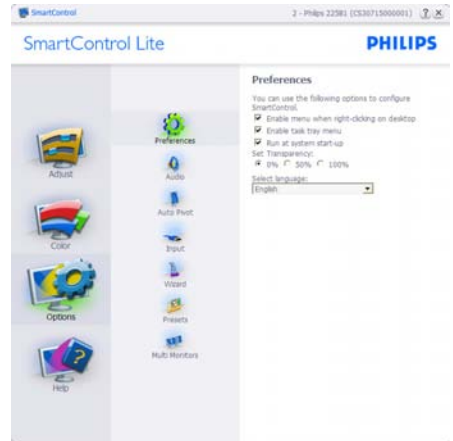 SmartControl
2 - Philips 225B1 (CS30715000001)
? X
SmartControl Lite
PHILIPS
Preferences
You can use the following options to configure
SmartControl.
Enable menu when right-clicking on desktop
Enable task tray menu
Run at system start-up
Set Transparency:
0% 50% 100%
Select language:
English
Adjust
Color
Options
Help
Preferences
Audio
Auto Pivot
Input
Wizard
Presets
Multi Monitors